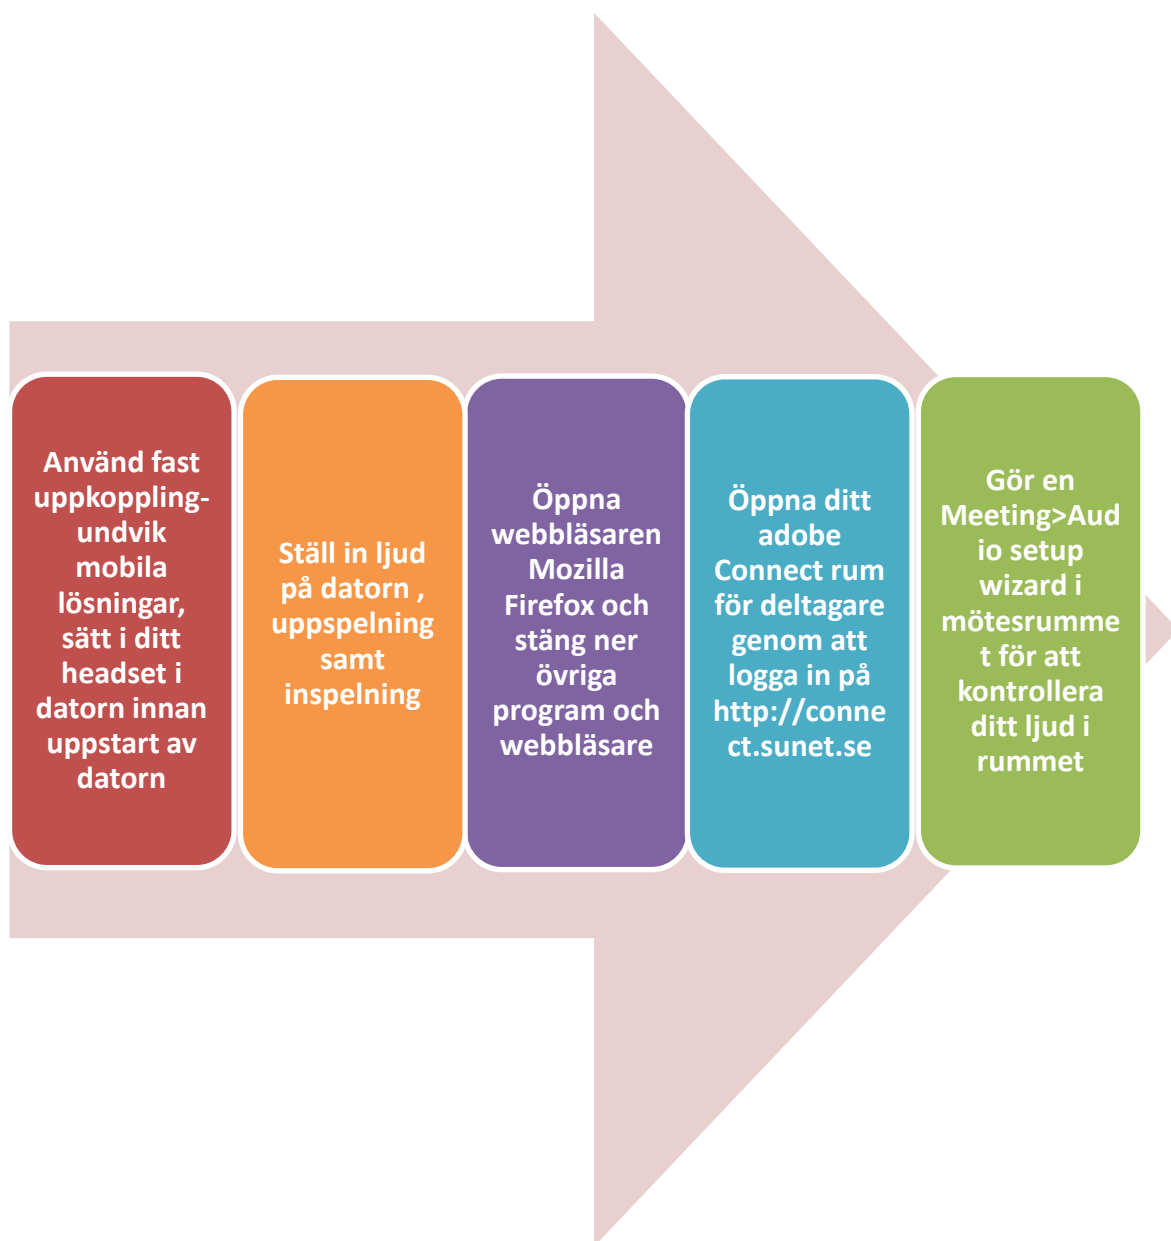 Använd fast
uppkoppling-
undvik
mobila
lösningar,
sätt i ditt
headset i
datorn innan
uppstart av
datorn
Ställ in ljud
på datorn ,
uppspelning
samt
inspelning
Öppna
webbläsaren
Mozilla
Firefox och
stäng ner
övriga
program och
webbläsare
Öppna ditt
adobe
Connect rum
för deltagare
genom att
logga in på
http://conne
ct.sunet.se
Gör en
Meeting>Aud
io setup
wizard i
mötesrumme
t för att
kontrollera
ditt ljud i
rummet